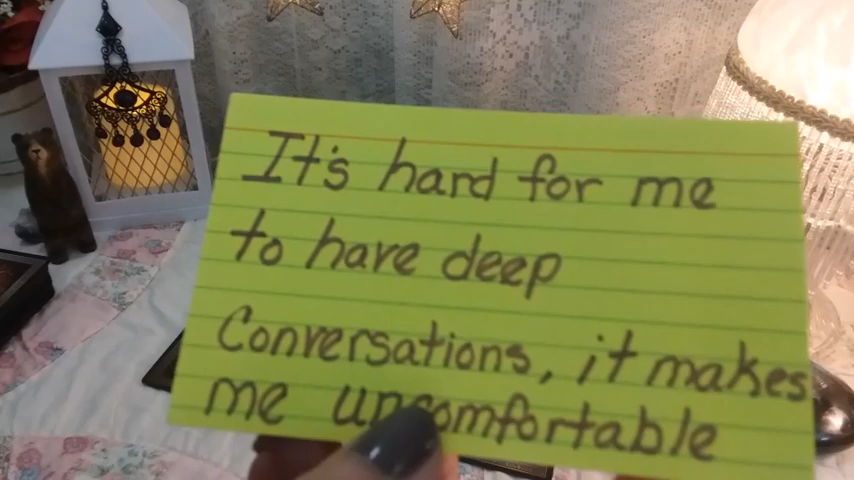 It's hard for me
to have deep
Conversations, it makes
me uncomfortable